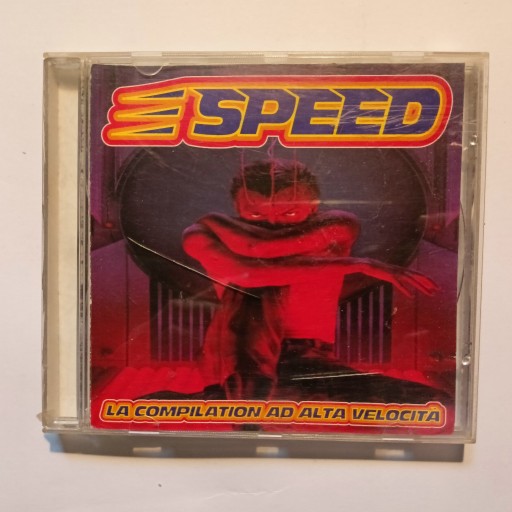 SPEED
LA COMPILATION AD ALTA VELOCITÀ